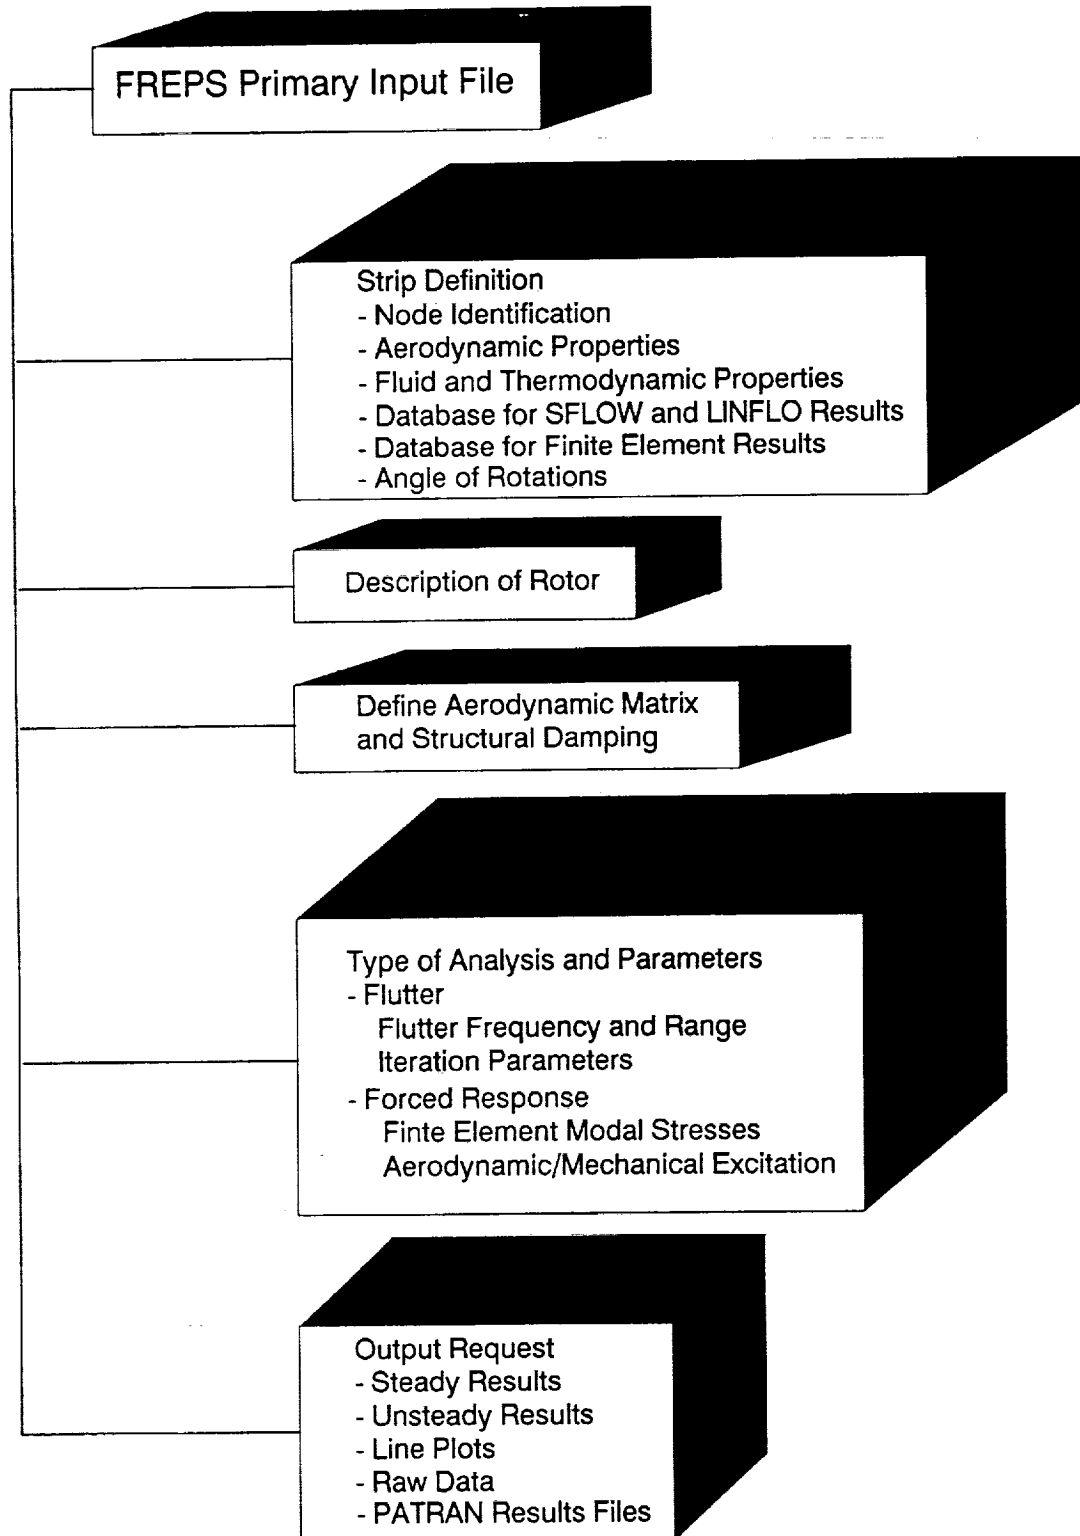 FREPS Primary Input File
Strip Definition
- Node Identification
- Aerodynamic Properties
- Fluid and Thermodynamic Properties
- Database for SFLOW and LINFLO Results
- Database for Finite Element Results
- Angle of Rotations
Description of Rotor
Define Aerodynamic Matrix
and Structural Damping
Type of Analysis and Parameters
- Flutter
Flutter Frequency and Range
Iteration Parameters
- Forced Response
Finte Element Modal Stresses
Aerodynamic/Mechanical Excitation
Output Request
- Steady Results
- Unsteady Results
- Line Plots
- Raw Data
- PATRAN Results Files